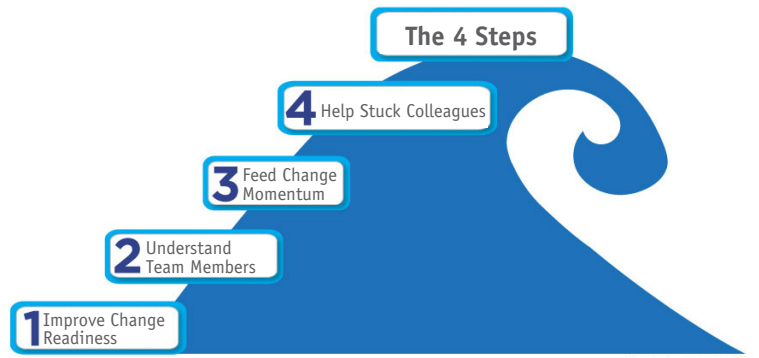 The 4 Steps
4 Help Stuck Colleagues
3 Feed Change
Momentum
2 Understand
Team Members
1 Improve Change
Readiness